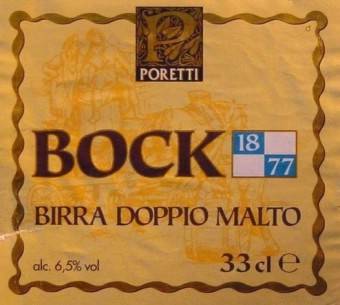 P
PORETTI
BOCK 18 77
BIRRA DOPPIO MALTO
alc. 6,5% vol 33 cl e